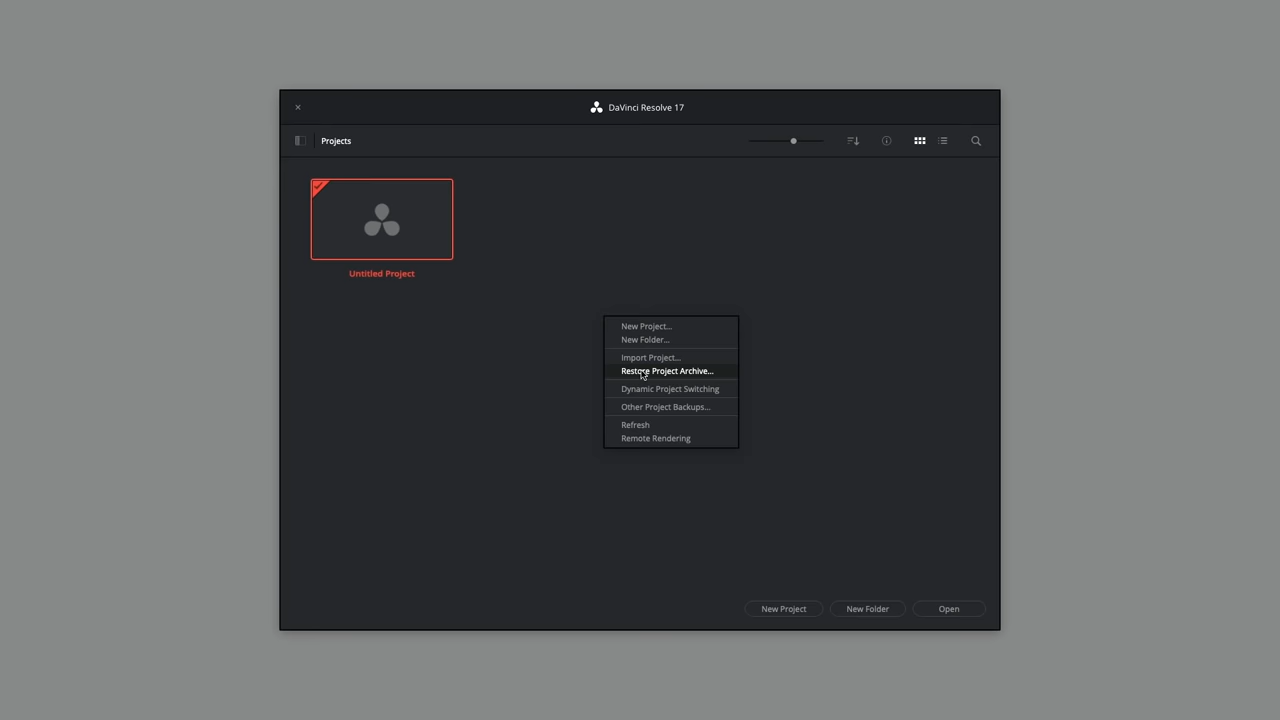 DaVinci Resolve 17
Projects
Untitled Project
New Project...
New Folder...
Import Project...
Restore Project Archive...
Dynamic Project Switching
Other Project Backups...
Refresh
Remote Rendering
New Project
New Folder
Open